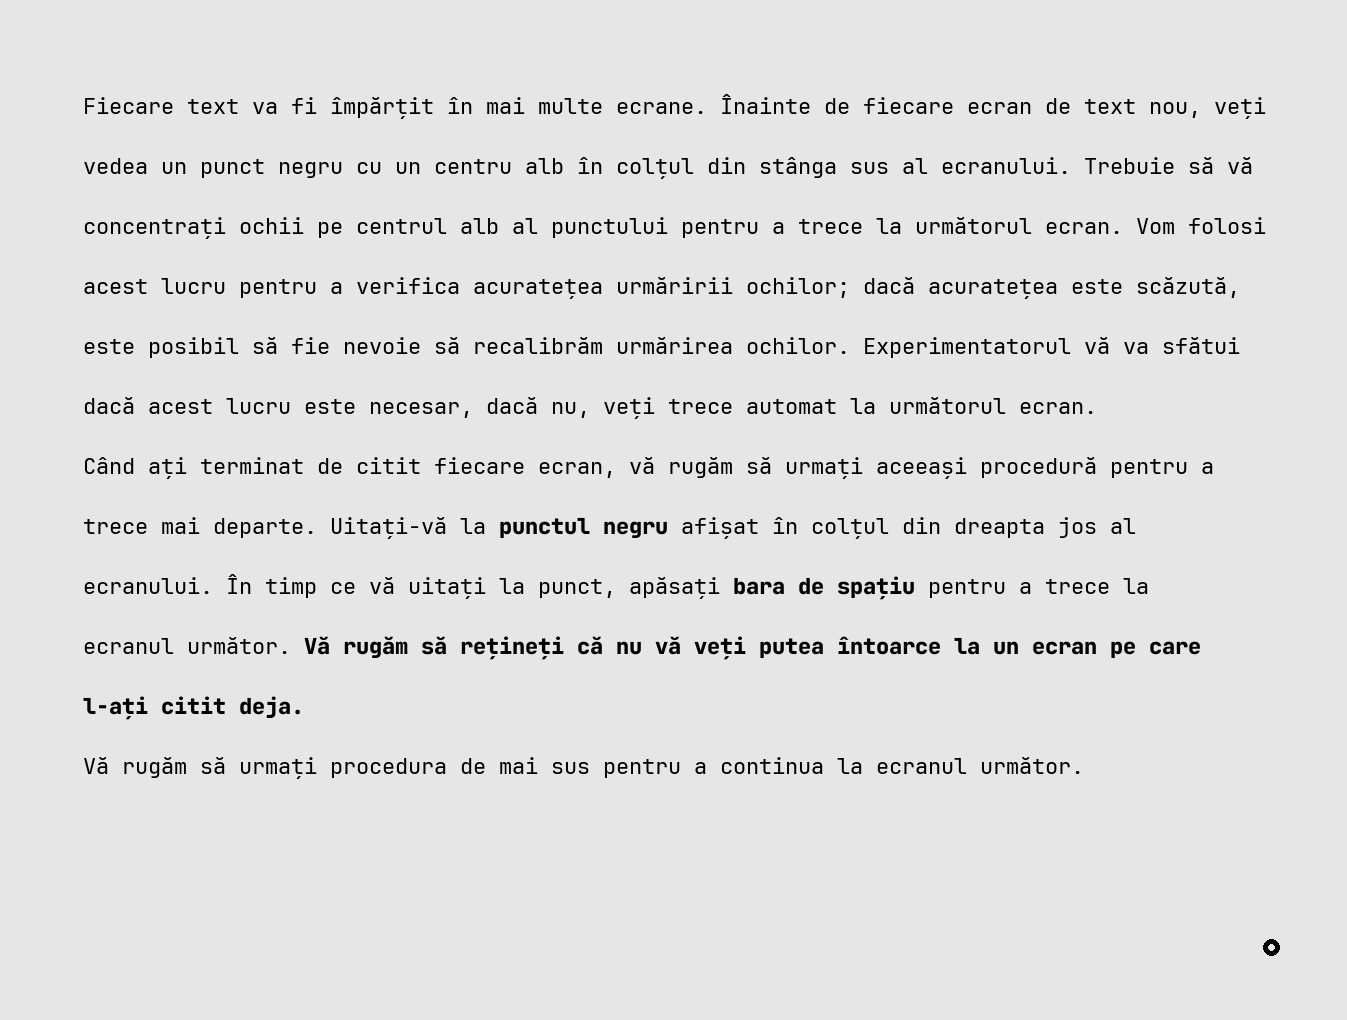 Fiecare text va fi împărțit în mai multe ecrane. Înainte de fiecare ecran de text nou, veți
vedea un punct negru cu un centru alb în colțul din stânga sus al ecranului. Trebuie să vă
concentrați ochii pe centrul alb al punctului pentru a trece la următorul ecran. Vom folosi
acest lucru pentru a verifica acuratețea urmăririi ochilor; dacă acuratețea este scăzută,
este posibil să fie nevoie să recalibrăm urmărirea ochilor. Experimentatorul vă va sfătui
dacă acest lucru este necesar, dacă nu, veți trece automat la următorul ecran.
Când ați terminat de citit fiecare ecran, vă rugăm să urmați aceeași procedură pentru a
trece mai departe. Uitați-vă la punctul negru afișat în colțul din dreapta jos al
ecranului. În timp ce vă uitați la punct, apăsați bara de spațiu pentru a trece la
ecranul următor. Vă rugăm să rețineți că nu vă veți putea întoarce la un ecran pe care
l-ați citit deja.
Vă rugăm să urmați procedura de mai sus pentru a continua la ecranul următor.